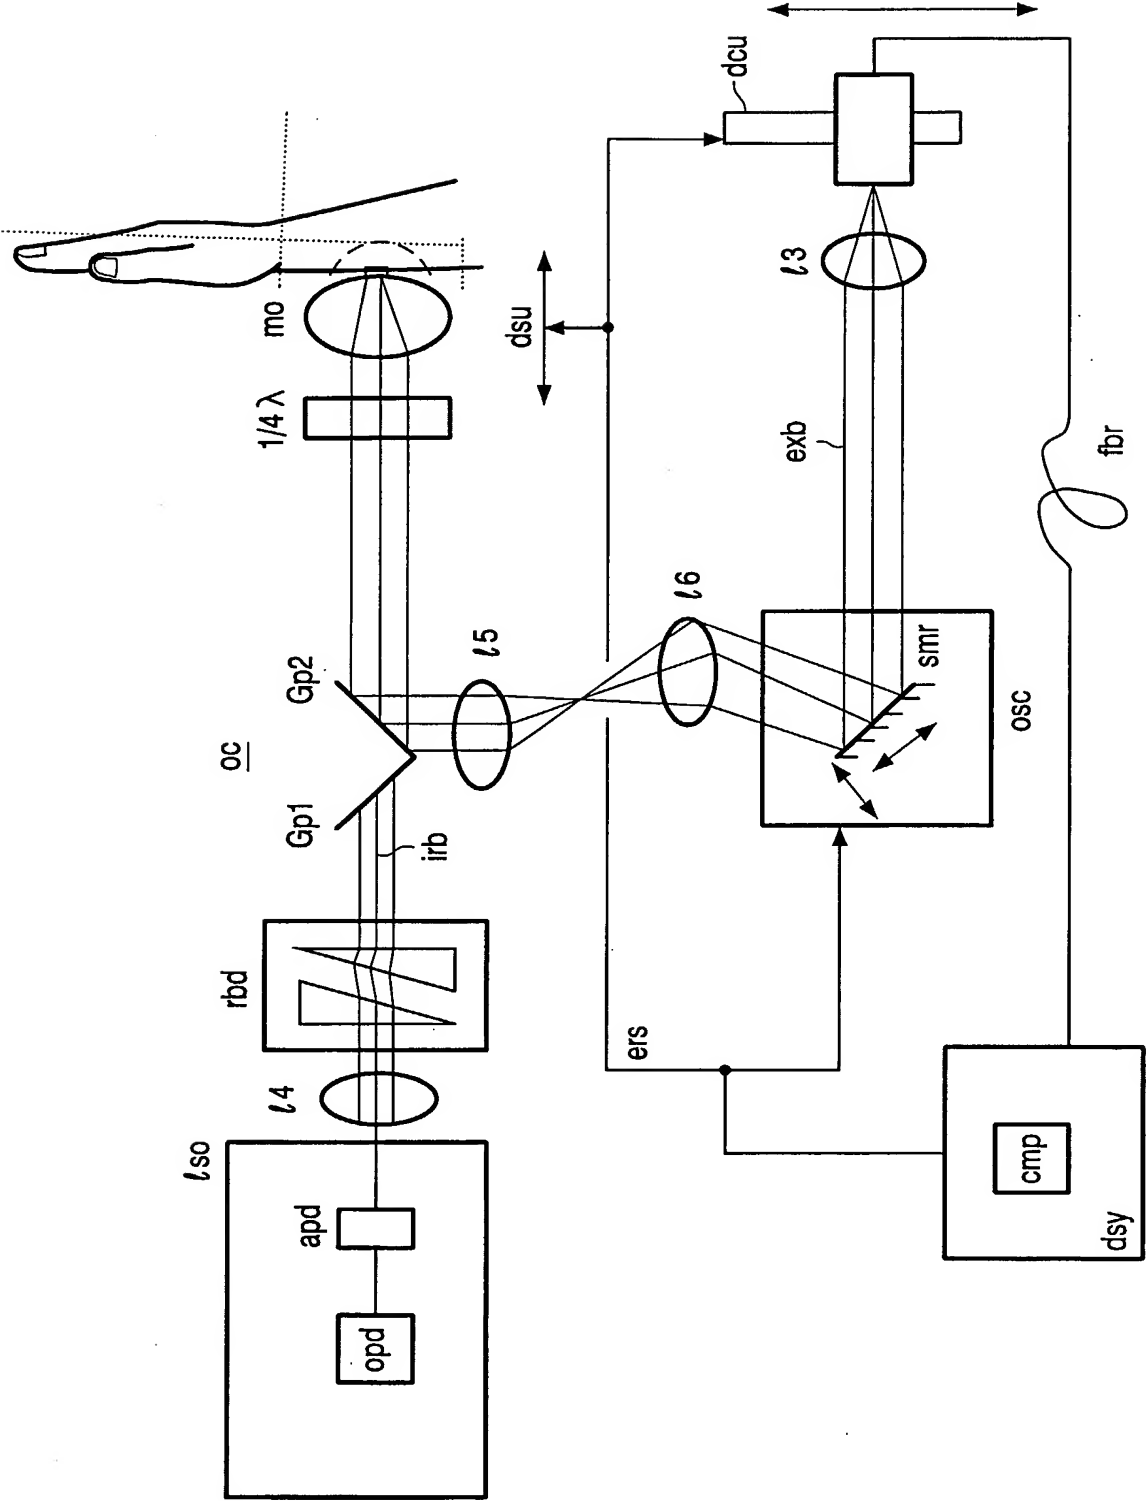 dcu
mo
ℓ3
dsu
1/4 λ
exb
fbr
ℓ6
ℓ5
Gp2
smr
osc
oc
Gp1
irb
rbd
ers
ℓ4
ℓso
apd
cmp
dsy
opd